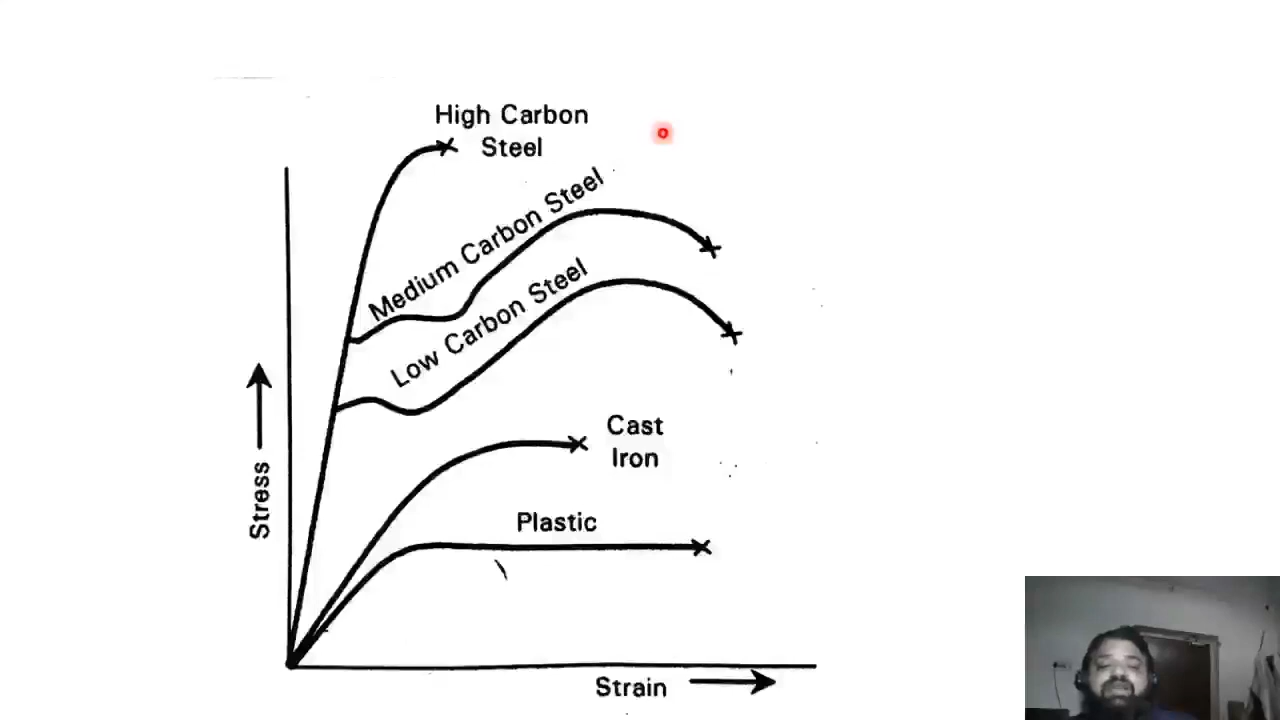 High Carbon
Steel
Medium Carbon Steel
Low Carbon Steel
Cast
Iron
Plastic
Stress
Strain